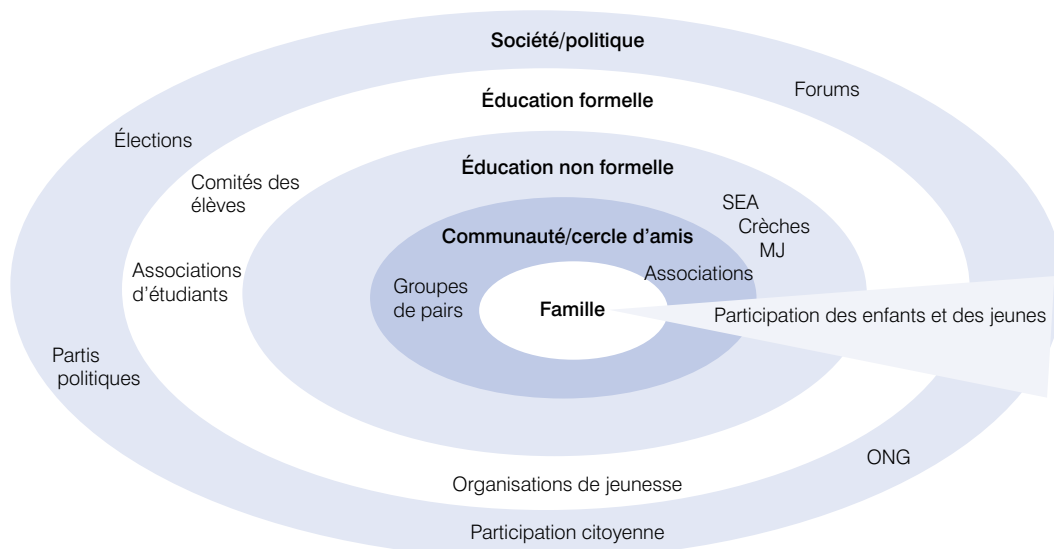 Société/politique
Forums
Éducation formelle
Élections
Éducation non formelle
Comités des
élèves
SEA
Crèches
MJ
Communauté/cercle d'amis
Associations
d'étudiants
Associations
Groupes
de pairs
Famille
Participation des enfants et des jeunes
Partis
politiques
ONG
Organisations de jeunesse
Participation citoyenne